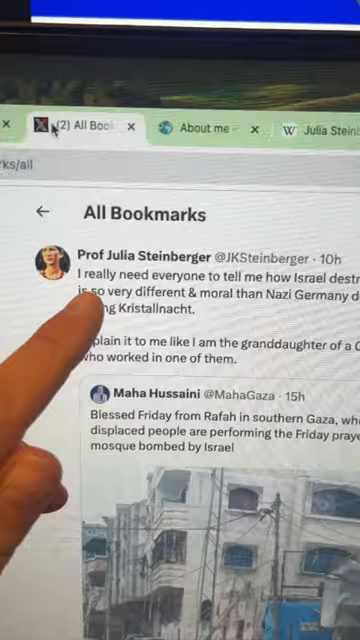 (2) All Boo
About me -
W Julia Stein
ks/all
All Bookmarks
Prof Julia Steinberger @JKSteinberger · 10h
I really need everyone to tell me how Israel destr
is so very different & moral than Nazi Germany d
ng Kristallnacht.
plain it to me like I am the granddaughter of a C
who worked in one of them.
Maha Hussaini @MahaGaza · 15h
Blessed Friday from Rafah in southern Gaza, wh
displaced people are performing the Friday praye
mosque bombed by Israel